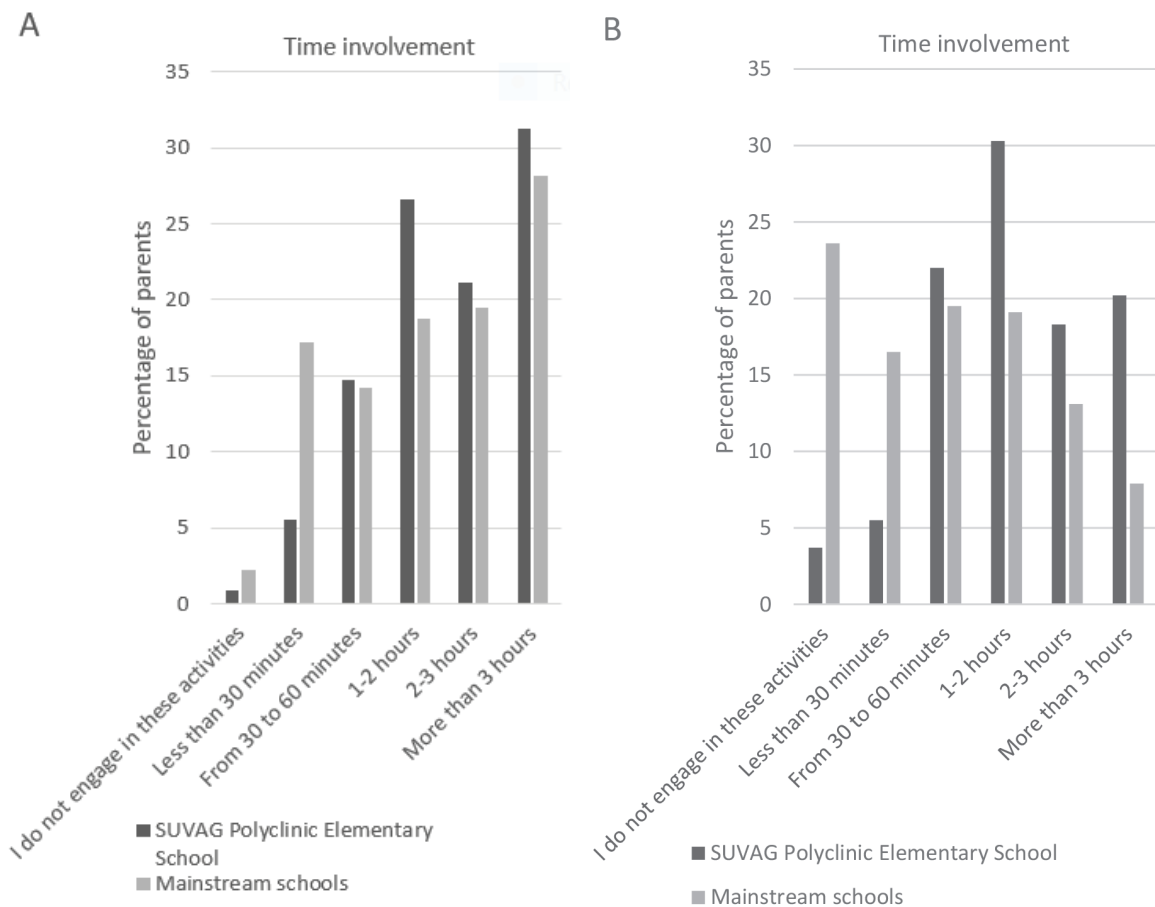 A
Time involvement
35
30
25
20
15
10
5
0
Percentage of parents
I do not engage in these activities
Less than 30 minutes
From 30 to 60 minutes
1-2 hours
2-3 hours
More than 3 hours
SUVAG Polyclinic Elementary
School
Mainstream schools
B
Time involvement
35
30
25
20
15
10
5
0
Percentage of parents
I do not engage in these activities
Less than 30 minutes
From 30 to 60 minutes
1-2 hours
2-3 hours
More than 3 hours
SUVAG Polyclinic Elementary School
Mainstream schools